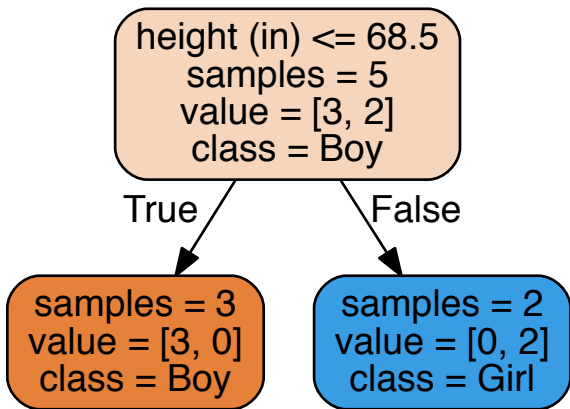 height (in) <= 68.5
samples = 5
value = [3, 2]
class = Boy
True
False
samples = 3
value = [3, 0]
class = Boy
samples = 2
value = [0, 2]
class = Girl